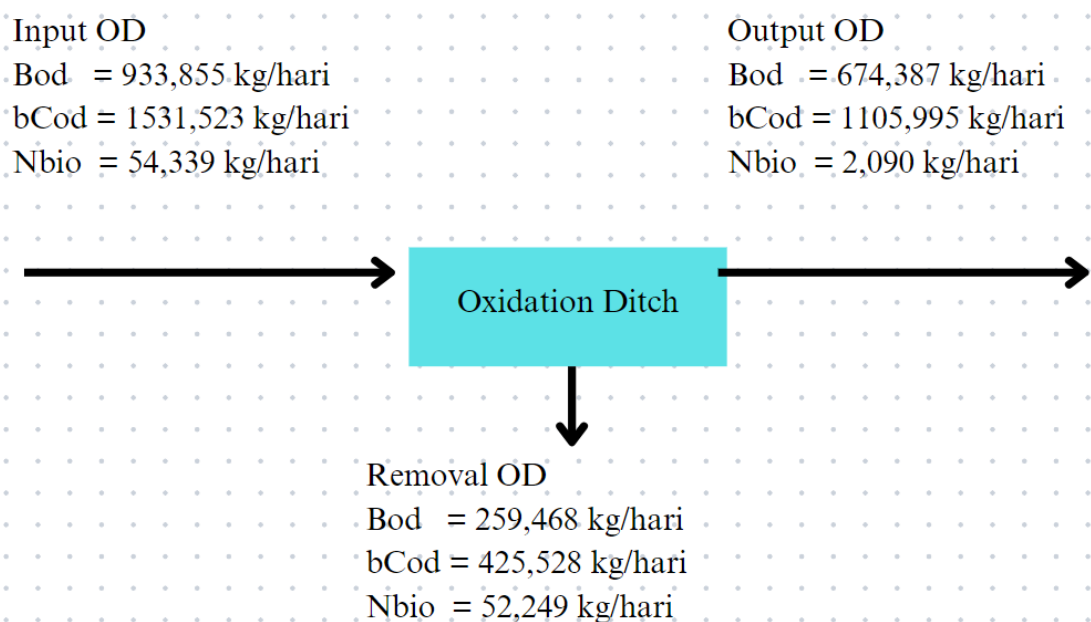 Input OD
Bod = 933,855 kg/hari
bCod = 1531,523 kg/hari
Nbio = 54,339 kg/hari
Output OD
Bod = 674,387 kg/hari
bCod = 1105,995 kg/hari
Nbio = 2,090 kg/hari
Oxidation Ditch
Removal OD
Bod = 259,468 kg/hari
bCod = 425,528 kg/hari
Nbio = 52,249 kg/hari